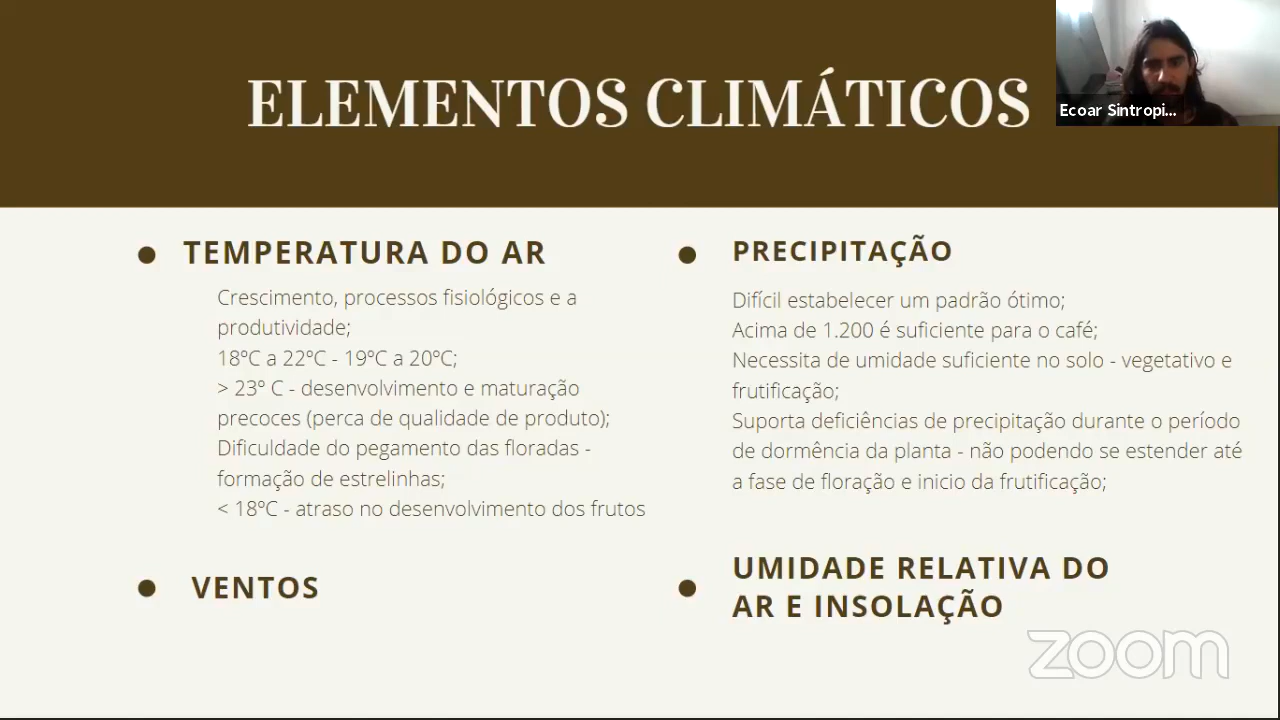 ELEMENTOS CLIMÁTICOS
Ecoar Sintropi...
TEMPERATURA DO AR
Crescimento, processos fisiológicos e a
produtividade;
18ºC a 22ºC - 19ºC a 20ºC;
> 23º C - desenvolvimento e maturação
precoces (perca de qualidade de produto);
Dificuldade do pegamento das floradas -
formação de estrelinhas;
< 18ºC - atraso no desenvolvimento dos frutos
VENTOS
PRECIPITAÇÃO
Difícil estabelecer um padrão ótimo;
Acima de 1.200 é suficiente para o café;
Necessita de umidade suficiente no solo - vegetativo e
frutificação;
Suporta deficiências de precipitação durante o período
de dormência da planta - não podendo se estender até
a fase de floração e inicio da frutificação;
UMIDADE RELATIVA DO
AR E INSOLAÇÃO
zoom